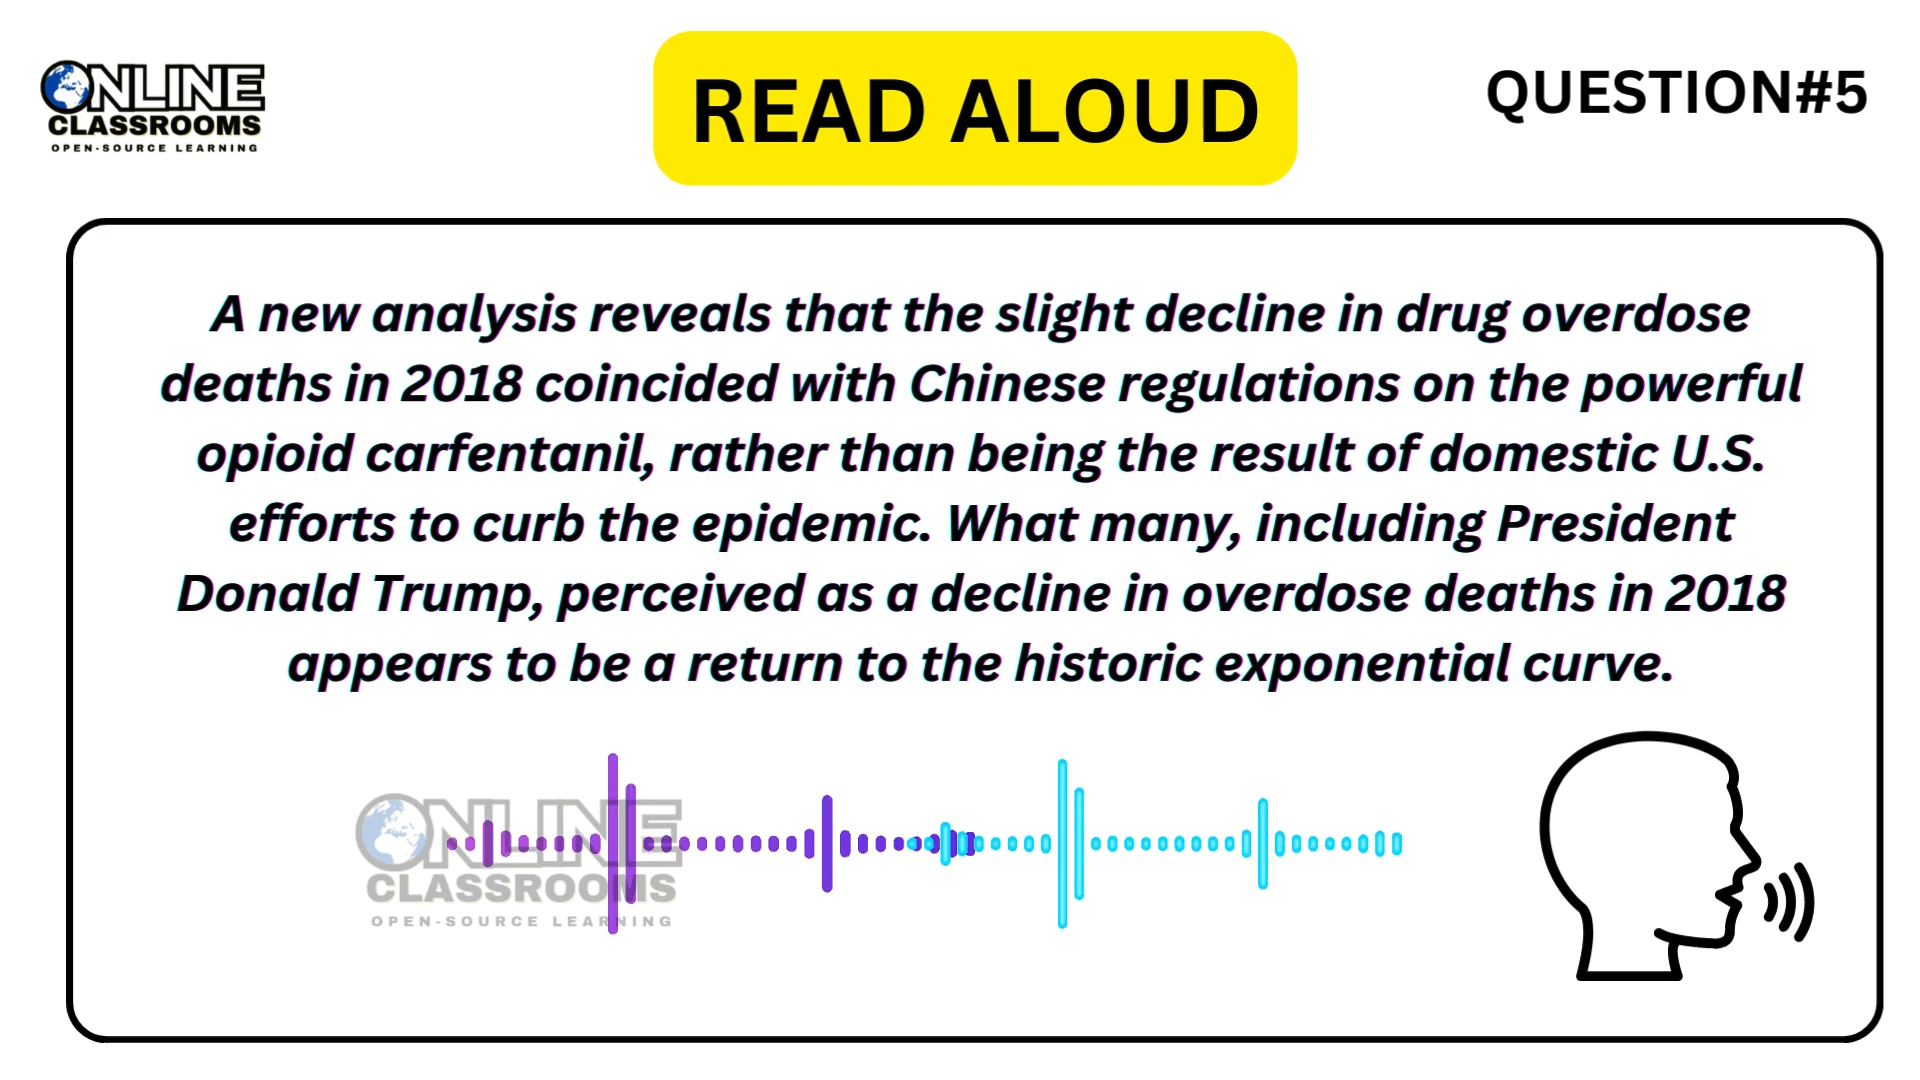 ONLINE
CLASSROOMS
OPEN-SOURCE LEARNING
READ ALOUD
QUESTION#5
A new analysis reveals that the slight decline in drug overdose
deaths in 2018 coincided with Chinese regulations on the powerful
opioid carfentanil, rather than being the result of domestic U.S.
efforts to curb the epidemic. What many, including President
Donald Trump, perceived as a decline in overdose deaths in 2018
appears to be a return to the historic exponential curve.
ONLINE
CLASSROOMS
OPEN-SOURCE LEARNING